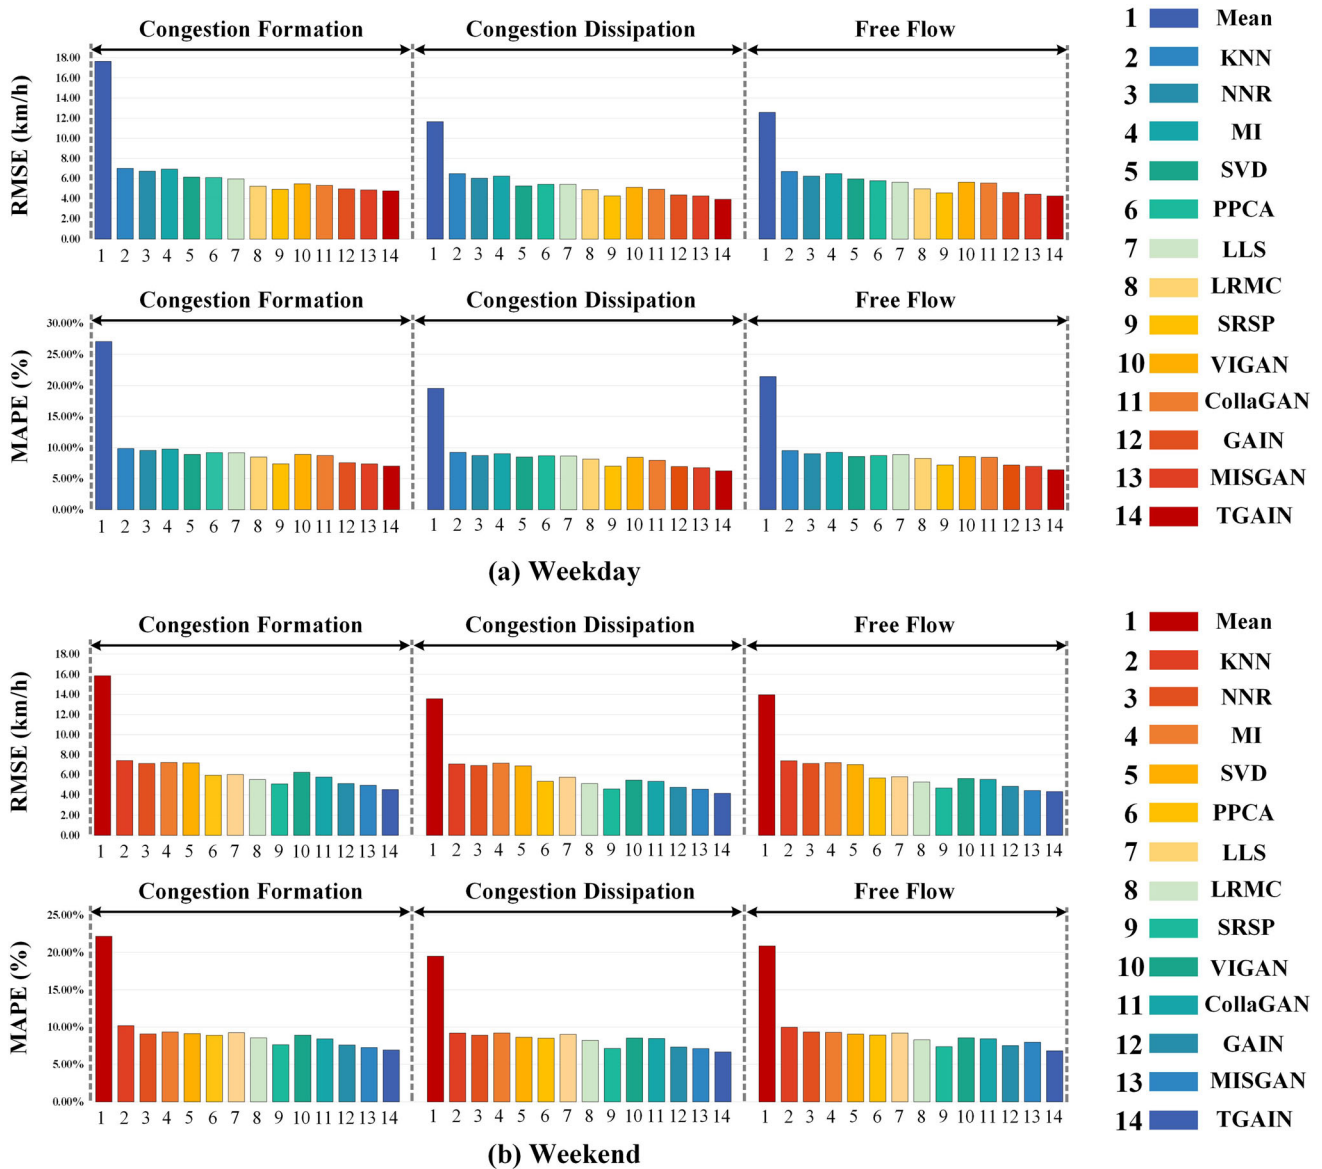 Congestion Formation Congestion Dissipation Free Flow
RMSE (km/h)
18.00
16.00
14.00
12.00
10.00
8.00
6.00
4.00
2.00
0.00
1 2 3 4 5 6 7 8 9 10 11 12 13 14 1 2 3 4 5 6 7 8 9 10 11 12 13 14 1 2 3 4 5 6 7 8 9 10 11 12 13 14
Congestion Formation Congestion Dissipation Free Flow
MAPE (%)
30.00%
25.00%
20.00%
15.00%
10.00%
5.00%
0.00%
1 2 3 4 5 6 7 8 9 10 11 12 13 14 1 2 3 4 5 6 7 8 9 10 11 12 13 14 1 2 3 4 5 6 7 8 9 10 11 12 13 14
(a) Weekday
1 Mean
2 KNN
3 NNR
4 MI
5 SVD
6 PPCA
7 LLS
8 LRMC
9 SRSP
10 VIGAN
11 CollaGAN
12 GAIN
13 MISGAN
14 TGAIN
Congestion Formation Congestion Dissipation Free Flow
RMSE (km/h)
18.00
16.00
14.00
12.00
10.00
8.00
6.00
4.00
2.00
0.00
1 2 3 4 5 6 7 8 9 10 11 12 13 14 1 2 3 4 5 6 7 8 9 10 11 12 13 14 1 2 3 4 5 6 7 8 9 10 11 12 13 14
Congestion Formation Congestion Dissipation Free Flow
MAPE (%)
25.00%
20.00%
15.00%
10.00%
5.00%
0.00%
1 2 3 4 5 6 7 8 9 10 11 12 13 14 1 2 3 4 5 6 7 8 9 10 11 12 13 14 1 2 3 4 5 6 7 8 9 10 11 12 13 14
(b) Weekend
1 Mean
2 KNN
3 NNR
4 MI
5 SVD
6 PPCA
7 LLS
8 LRMC
9 SRSP
10 VIGAN
11 CollaGAN
12 GAIN
13 MISGAN
14 TGAIN